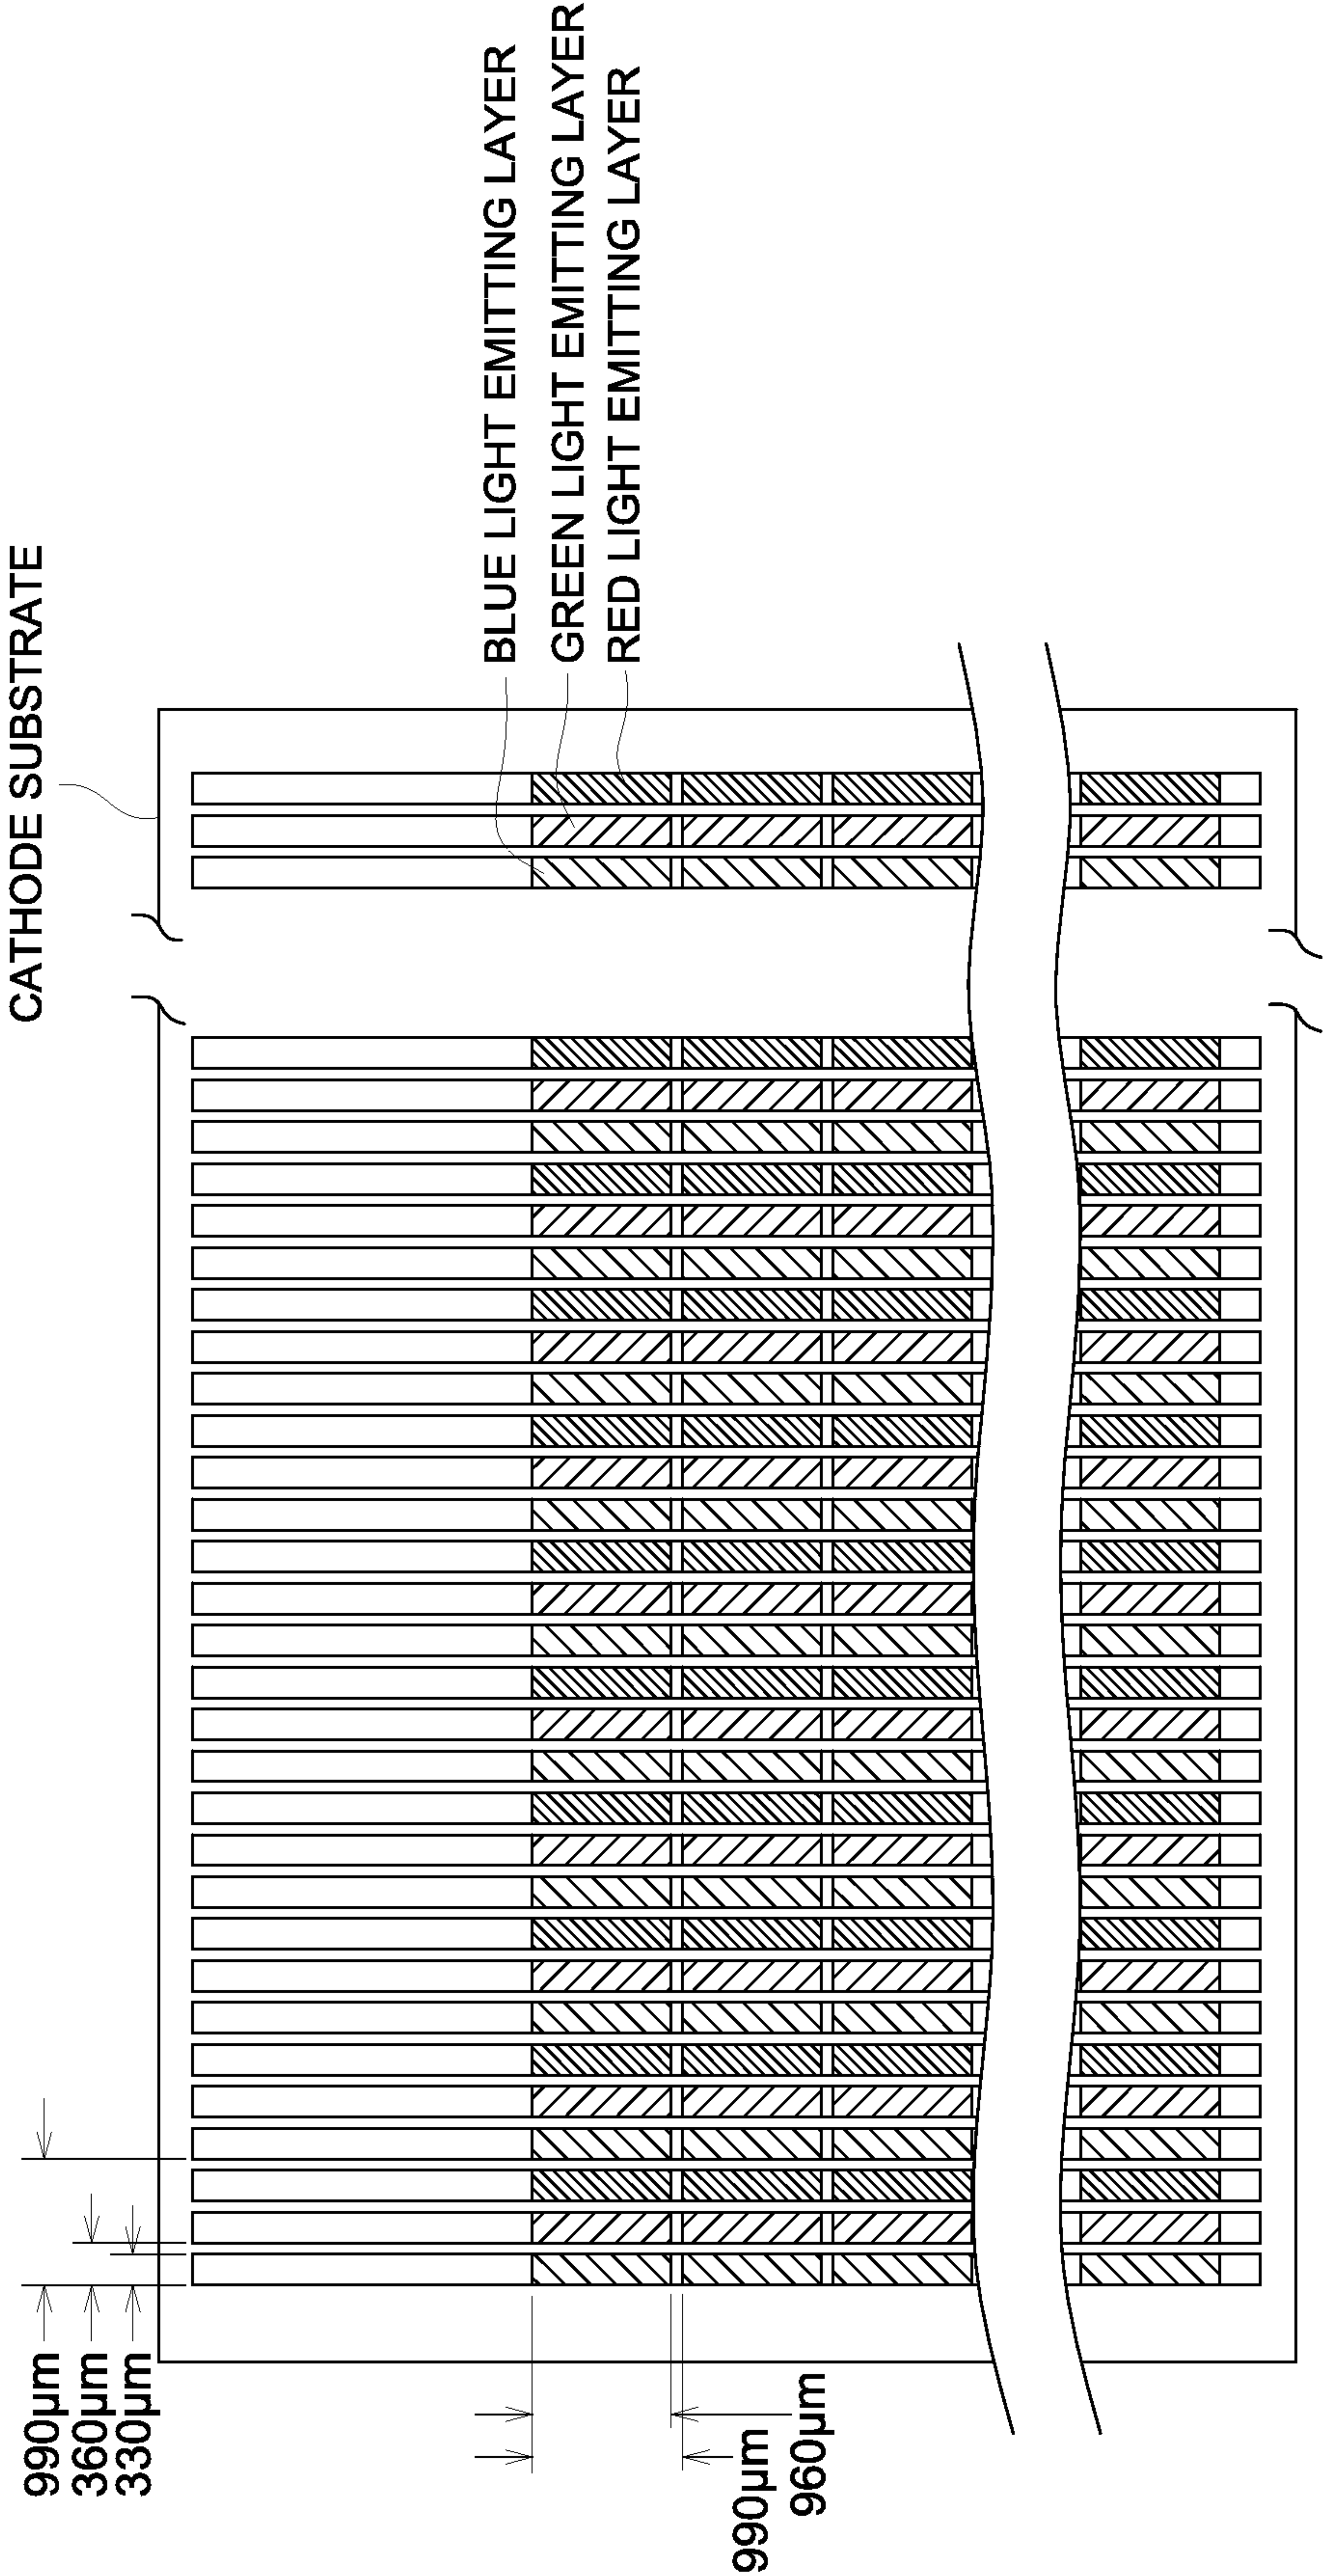 CATHODE SUBSTRATE
BLUE LIGHT EMITTING LAYER
GREEN LIGHT EMITTING LAYER
RED LIGHT EMITTING LAYER
990μm
360μm
330μm
990μm
960μm